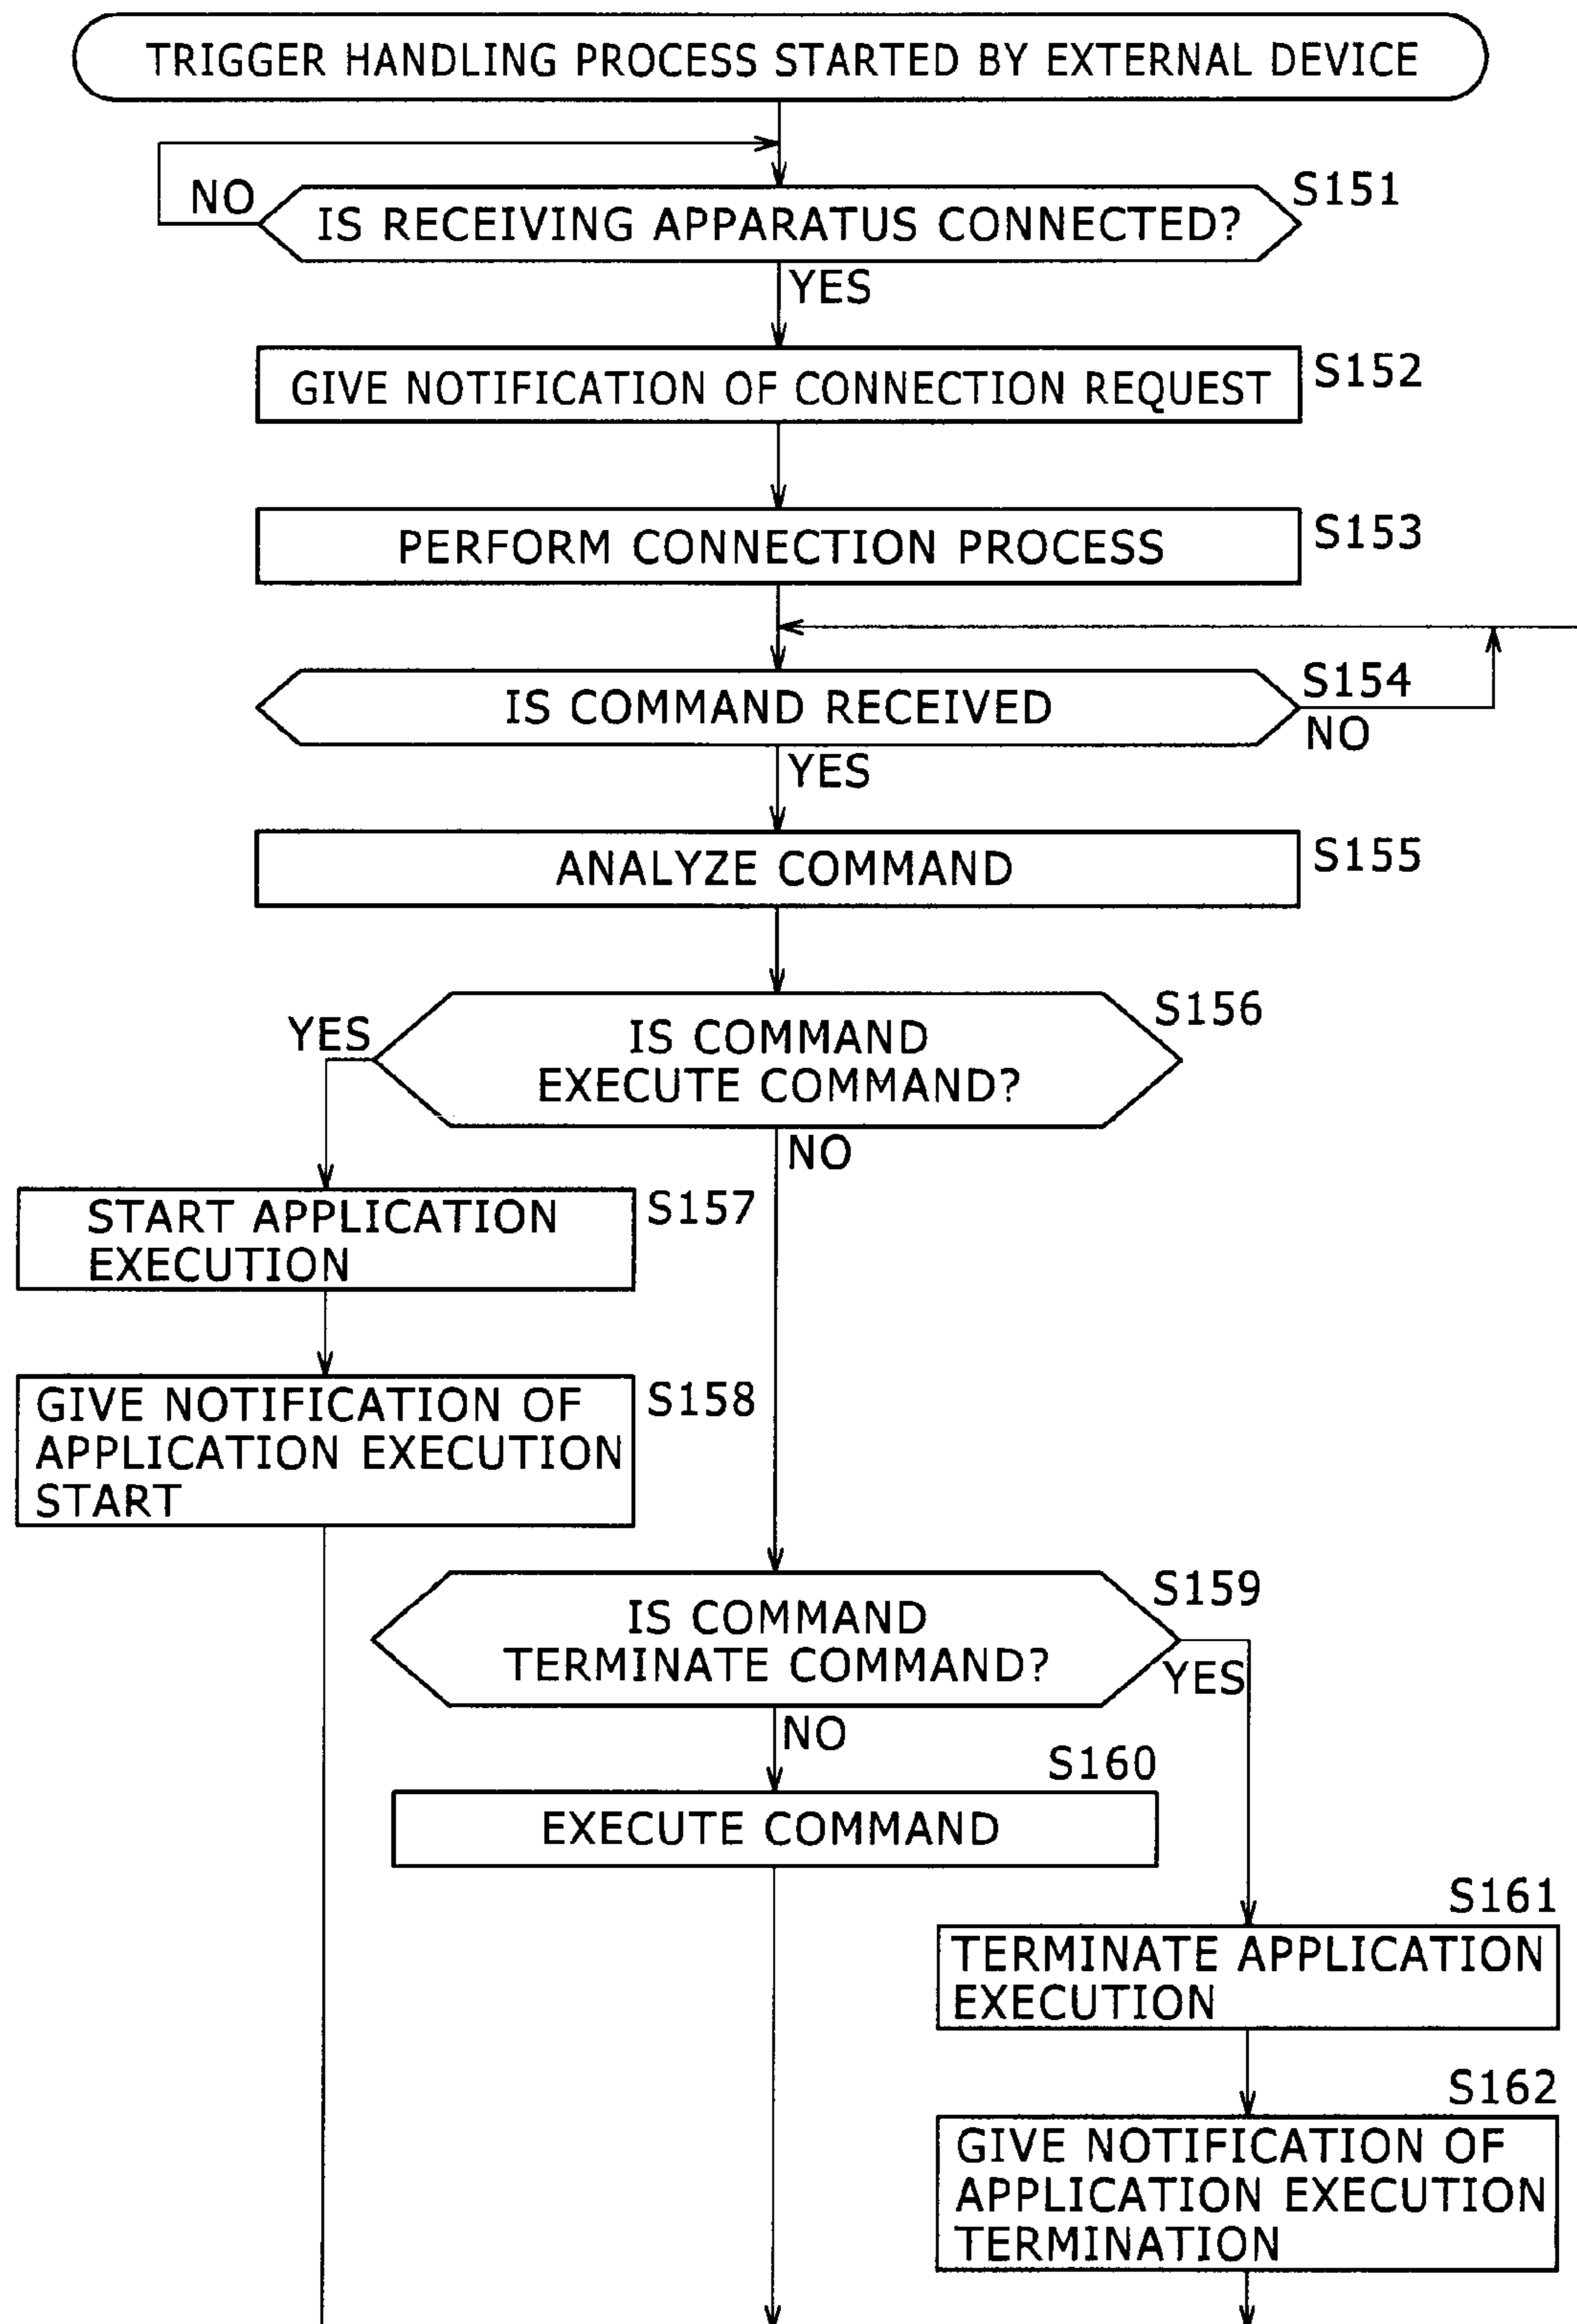 TRIGGER HANDLING PROCESS STARTED BY EXTERNAL DEVICE
NO
IS RECEIVING APPARATUS CONNECTED?
S151
YES
GIVE NOTIFICATION OF CONNECTION REQUEST
S152
PERFORM CONNECTION PROCESS
S153
IS COMMAND RECEIVED
S154
NO
YES
ANALYZE COMMAND
S155
YES
IS COMMAND
EXECUTE COMMAND?
S156
NO
START APPLICATION
EXECUTION
S157
GIVE NOTIFICATION OF
APPLICATION EXECUTION
START
S158
IS COMMAND
TERMINATE COMMAND?
S159
YES
NO
S160
EXECUTE COMMAND
S161
TERMINATE APPLICATION
EXECUTION
S162
GIVE NOTIFICATION OF
APPLICATION EXECUTION
TERMINATION